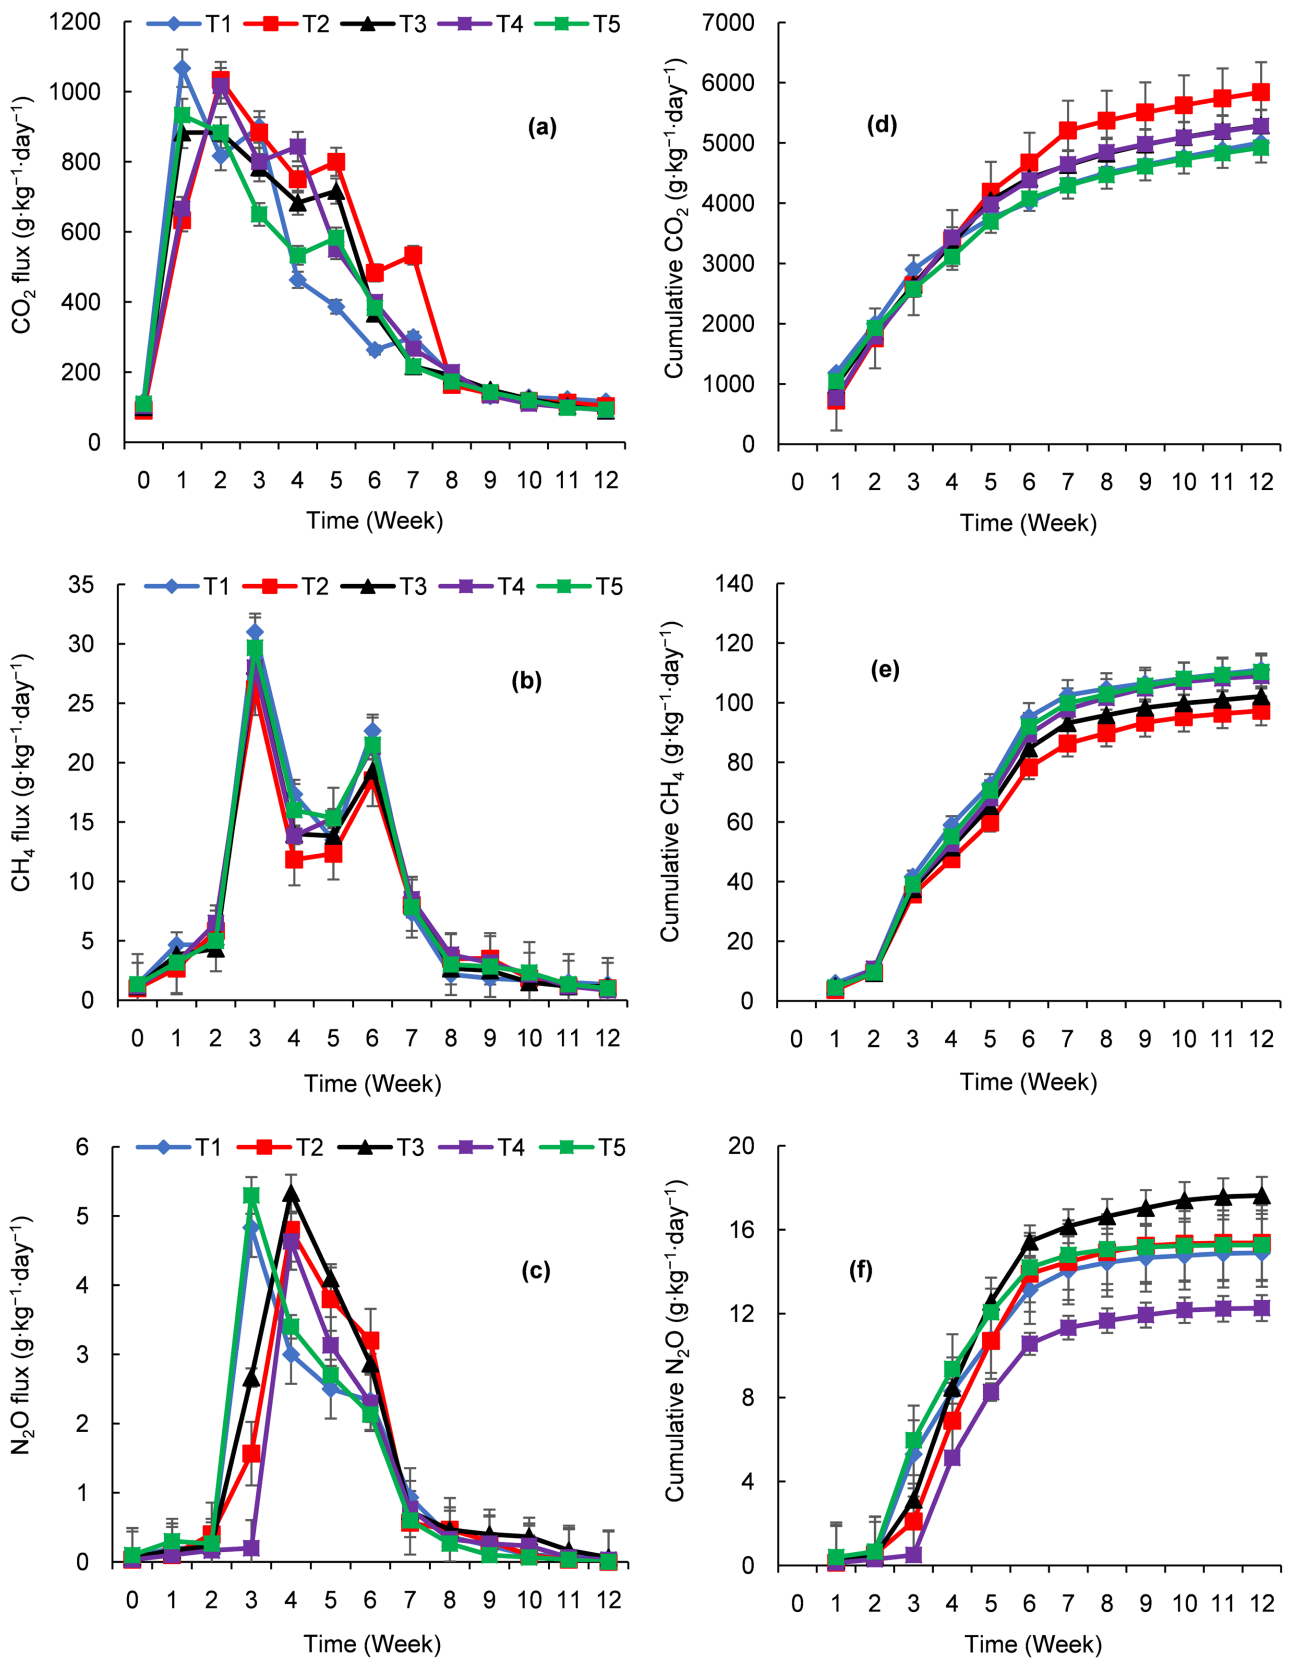 T1 T2 T3 T4 T5
1200
1000
800
600
400
200
0
CO₂ flux (g·kg⁻¹·day⁻¹)
(a)
0 1 2 3 4 5 6 7 8 9 10 11 12
Time (Week)
7000
6000
5000
4000
3000
2000
1000
0
Cumulative CO₂ (g·kg⁻¹·day⁻¹)
(d)
0 1 2 3 4 5 6 7 8 9 10 11 12
Time (Week)
T1 T2 T3 T4 T5
35
30
25
20
15
10
5
0
CH₄ flux (g·kg⁻¹·day⁻¹)
(b)
0 1 2 3 4 5 6 7 8 9 10 11 12
Time (Week)
140
120
100
80
60
40
20
0
Cumulative CH₄ (g·kg⁻¹·day⁻¹)
(e)
0 1 2 3 4 5 6 7 8 9 10 11 12
Time (Week)
T1 T2 T3 T4 T5
6
5
4
3
2
1
0
N₂O flux (g·kg⁻¹·day⁻¹)
(c)
0 1 2 3 4 5 6 7 8 9 10 11 12
Time (Week)
20
16
12
8
4
0
Cumulative N₂O (g·kg⁻¹·day⁻¹)
(f)
0 1 2 3 4 5 6 7 8 9 10 11 12
Time (Week)